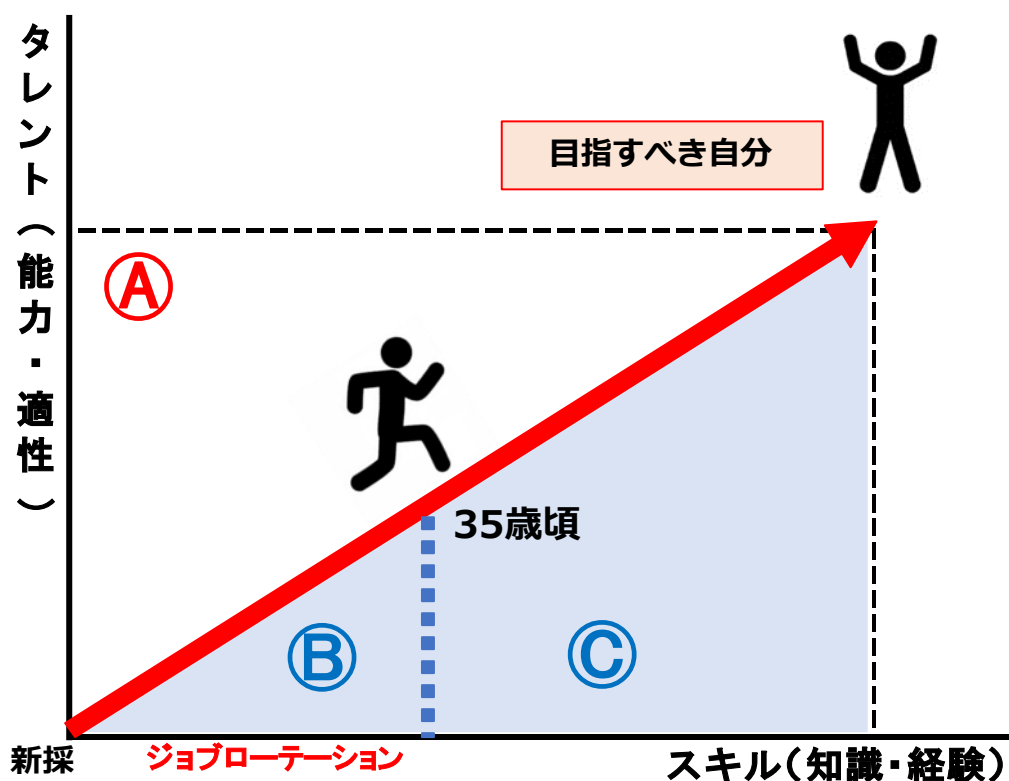 タレント（能力・適性）
目指すべき自分
Ⓐ
35歳頃
Ⓑ
Ⓒ
新採
ジョブローテーション
スキル（知識・経験）